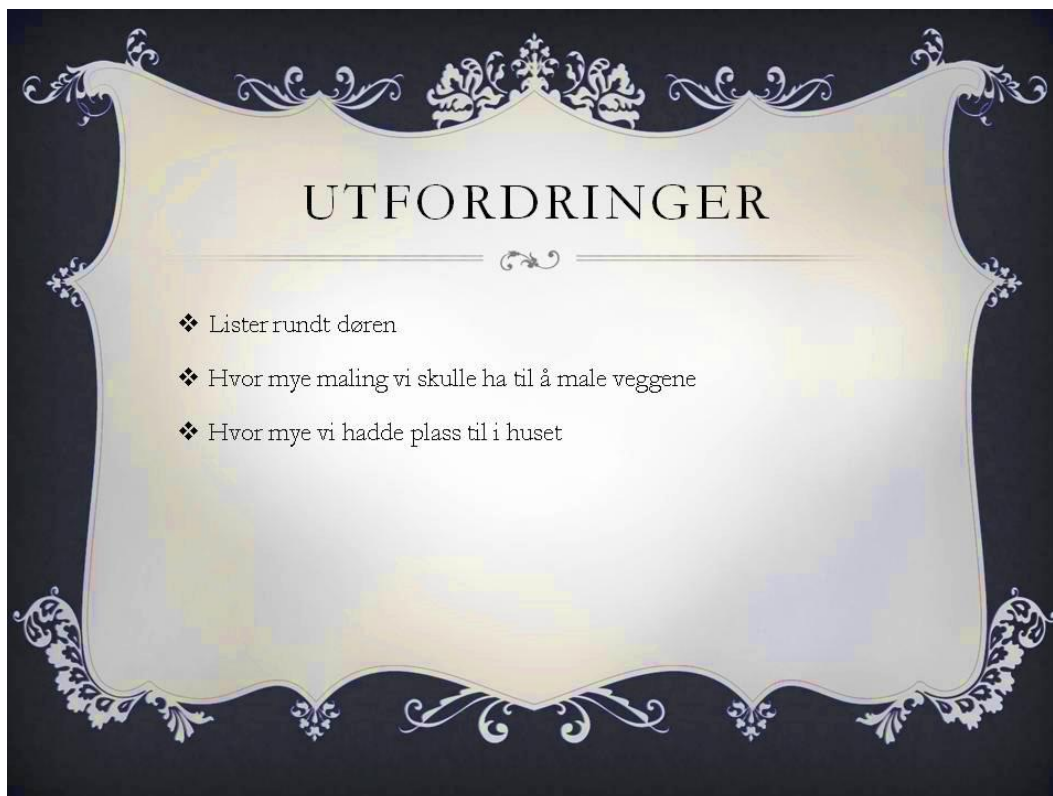 UTFORDRINGER
❖ Lister rundt døren
❖ Hvor mye maling vi skulle ha til å male veggene
❖ Hvor mye vi hadde plass til i huset